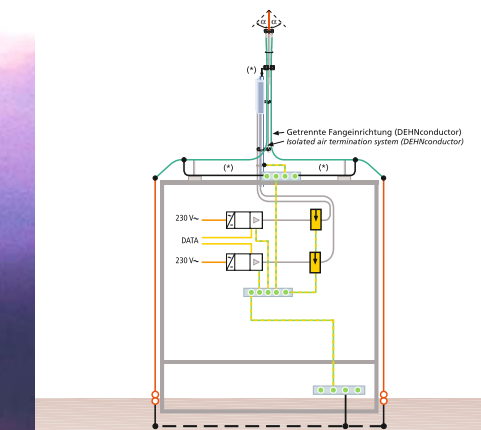 α α
(*)
Getrennte Fangeinrichtung (DEHNconductor)
Isolated air termination system (DEHNconductor)
(*) (*)
230 V~
DATA
230 V~